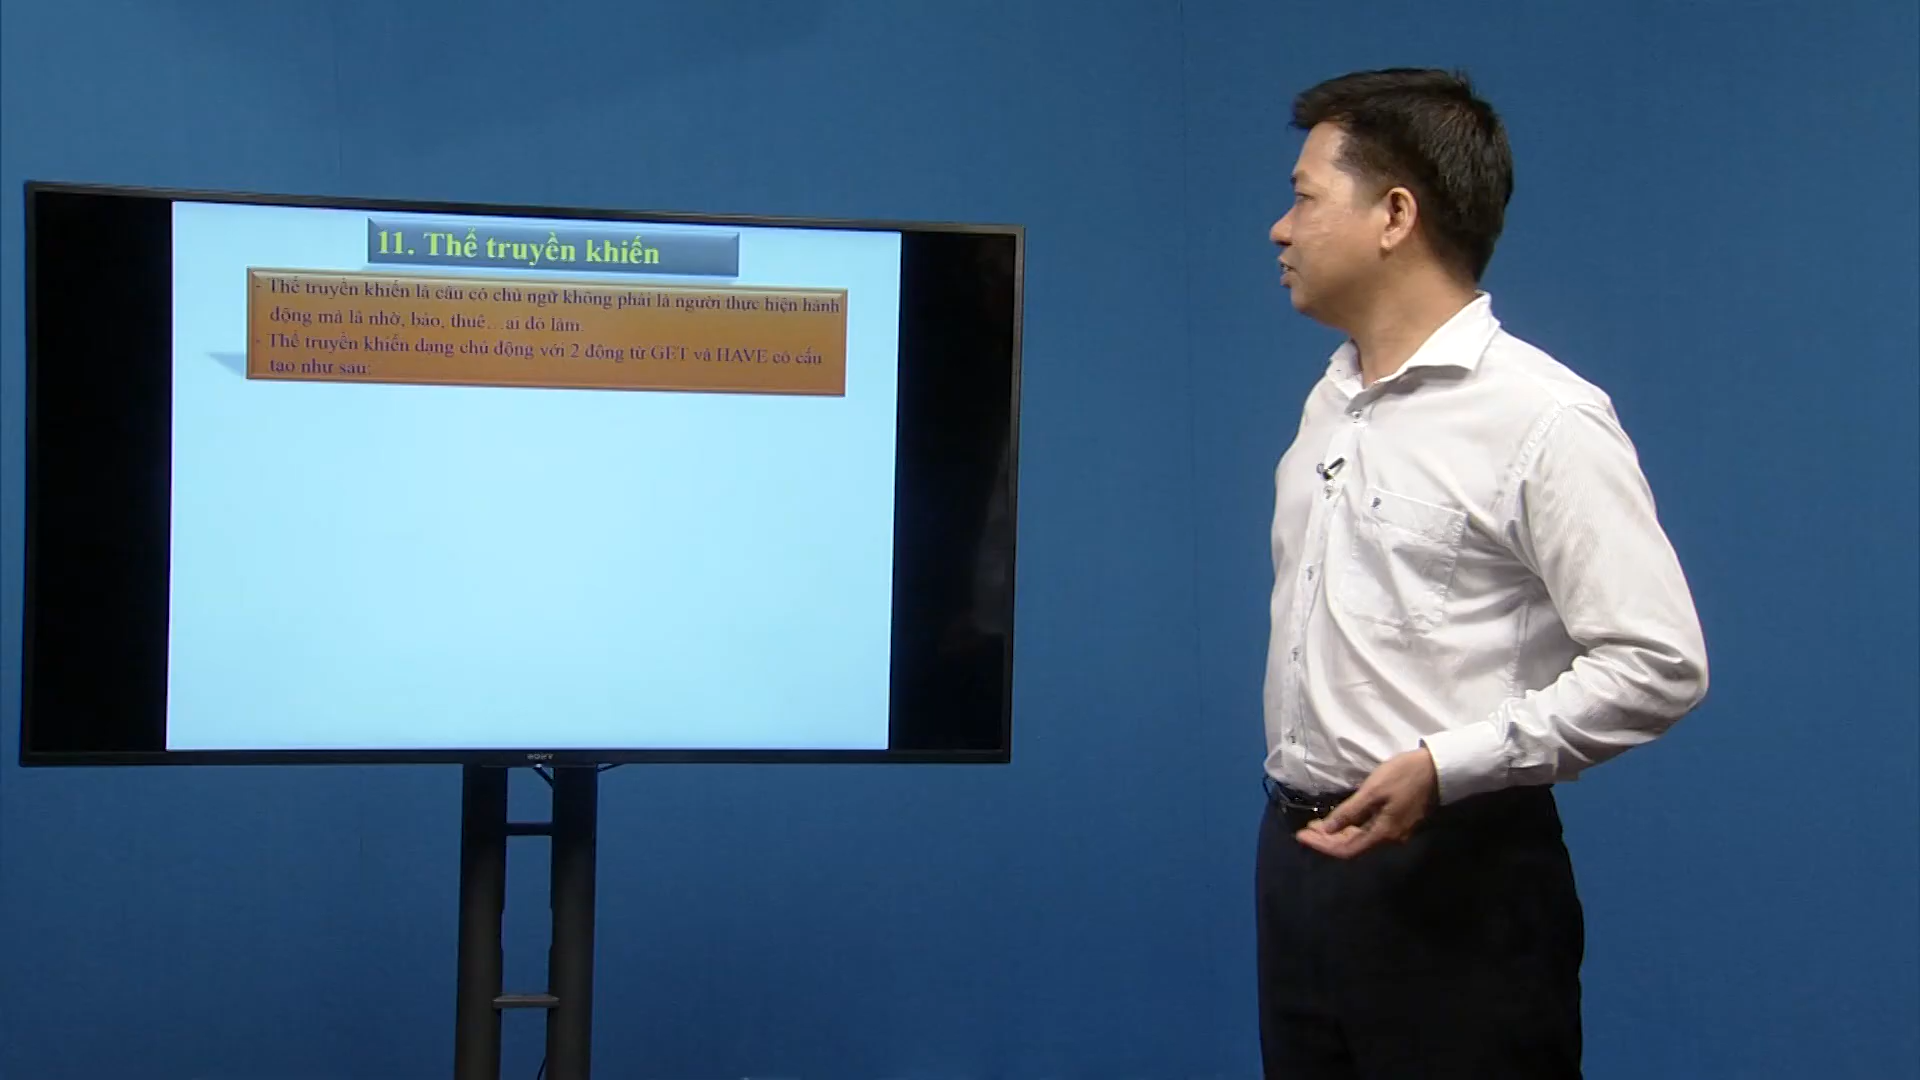 11. Thể truyền khiến
- Thể truyền khiến là câu có chủ ngữ không phải là người thực hiện hành
động mà là nhờ, bảo, thuê…ai đó làm.
- Thể truyền khiến dạng chủ động với 2 động từ GET và HAVE có cấu
tạo như sau:
SONY